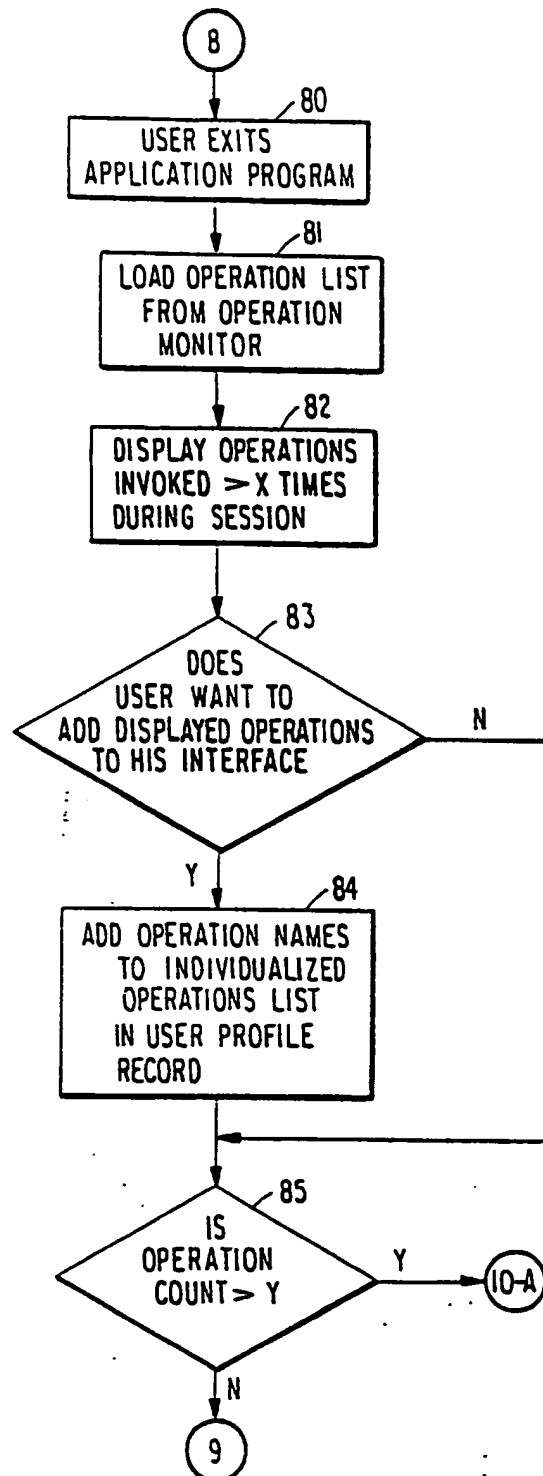 8
80
USER EXITS
APPLICATION PROGRAM
81
LOAD OPERATION LIST
FROM OPERATION
MONITOR
82
DISPLAY OPERATIONS
INVOKED > X TIMES
DURING SESSION
83
DOES
USER WANT TO
ADD DISPLAYED OPERATIONS
TO HIS INTERFACE
N
Y
84
ADD OPERATION NAMES
TO INDIVIDUALIZED
OPERATIONS LIST
IN USER PROFILE
RECORD
85
IS
OPERATION
COUNT > Y
Y
10-A
N
9